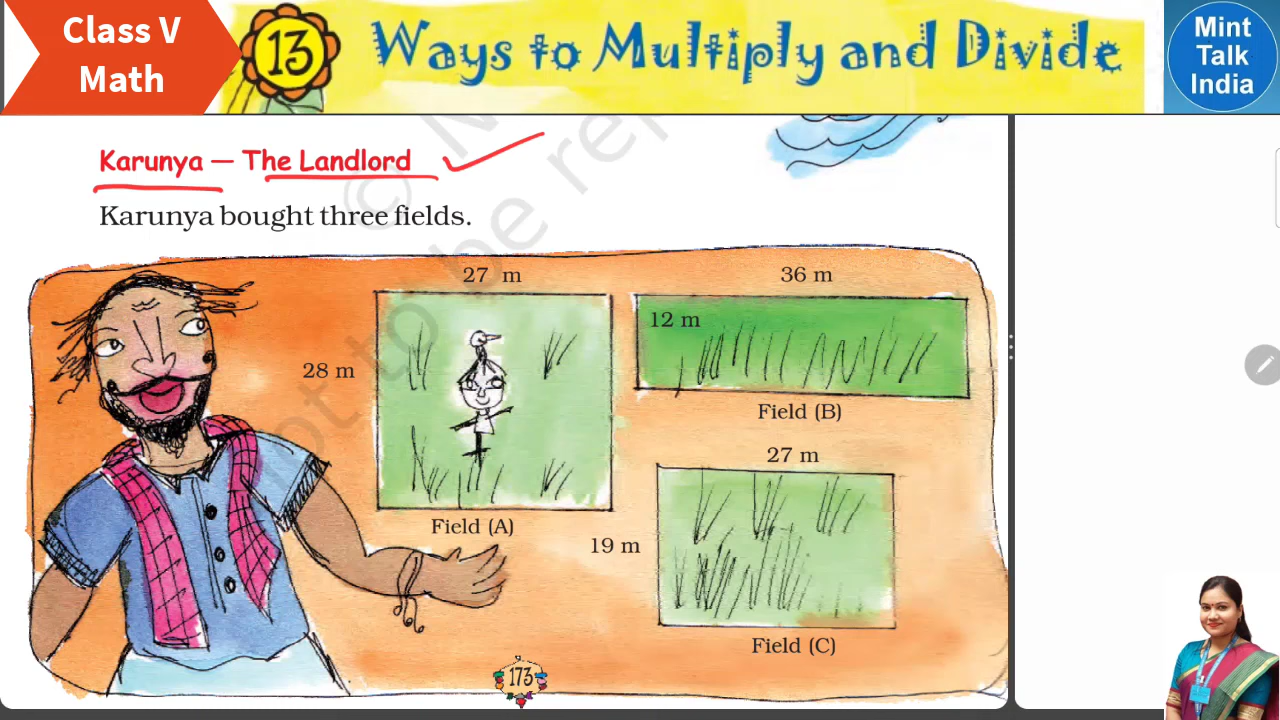 Class V
Math
13
Ways to Multiply and Divide
Mint
Talk
India
Karunya — The Landlord
Karunya bought three fields.
27 m
36 m
12 m
28 m
Field (B)
27 m
Field (A)
19 m
Field (C)
173